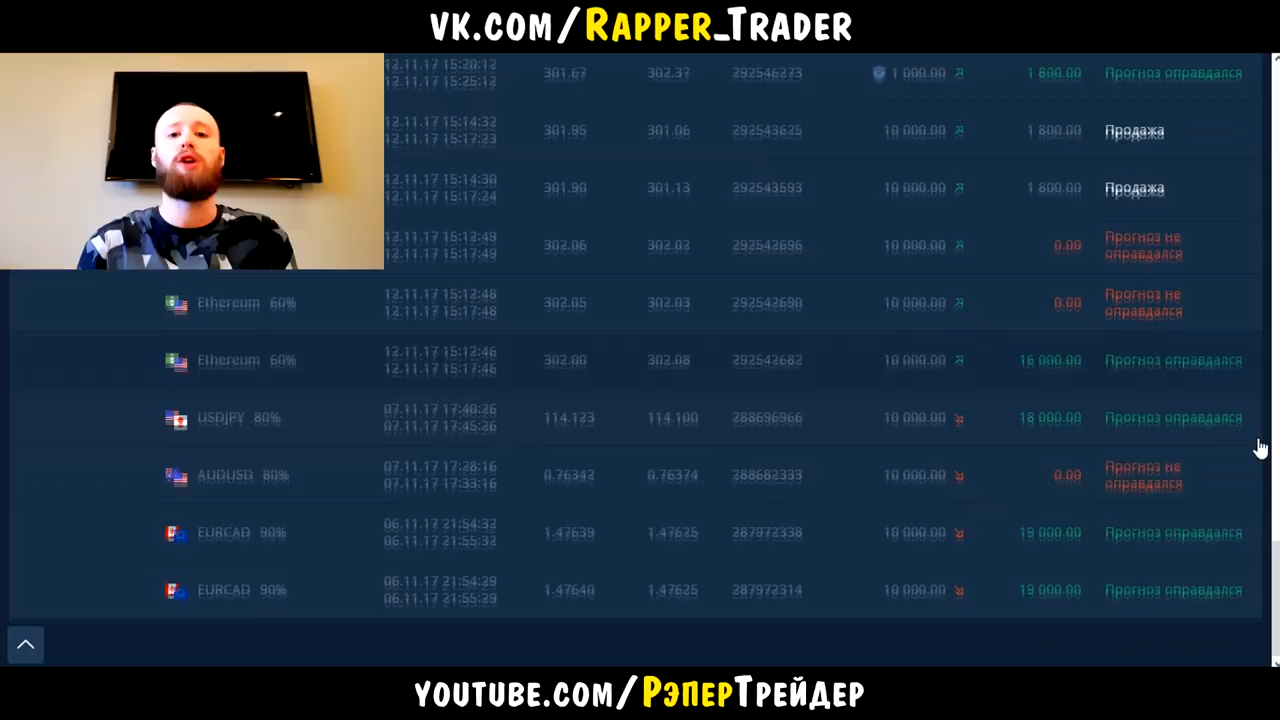 VK.COM/RAPPER_TRADER
12.11.17 15:20:12
12.11.17 15:25:12
301.67 302.37 292546273 1 000.00 1 800.00 Прогноз оправдался
12.11.17 15:14:32
12.11.17 15:17:23
301.95 301.06 292543625 10 000.00 1 800.00 Продажа
12.11.17 15:14:30
12.11.17 15:17:24
301.90 301.13 292543593 10 000.00 1 800.00 Продажа
12.11.17 15:12:49
12.11.17 15:17:49
302.06 302.02 292542696 10 000.00 0.00 Прогноз не
оправдался
Ethereum 60%
12.11.17 15:12:48
12.11.17 15:17:48
302.05 302.03 292542690 10 000.00 0.00 Прогноз не
оправдался
Ethereum 60%
12.11.17 15:12:46
12.11.17 15:17:46
302.00 302.08 292542682 10 000.00 16 000.00 Прогноз оправдался
USDJPY 80%
07.11.17 17:40:26
07.11.17 17:45:26
114.123 114.100 288696966 10 000.00 18 000.00 Прогноз оправдался
AUDUSD 80%
07.11.17 17:28:16
07.11.17 17:33:16
0.76342 0.76374 288682333 10 000.00 0.00 Прогноз не
оправдался
EURCAD 90%
06.11.17 21:54:32
06.11.17 21:55:32
1.47639 1.47625 287972338 10 000.00 19 000.00 Прогноз оправдался
EURCAD 90%
06.11.17 21:54:29
06.11.17 21:55:29
1.47640 1.47625 287972314 10 000.00 19 000.00 Прогноз оправдался
YOUTUBE.COM/РЭПЕРТРЕЙДЕР